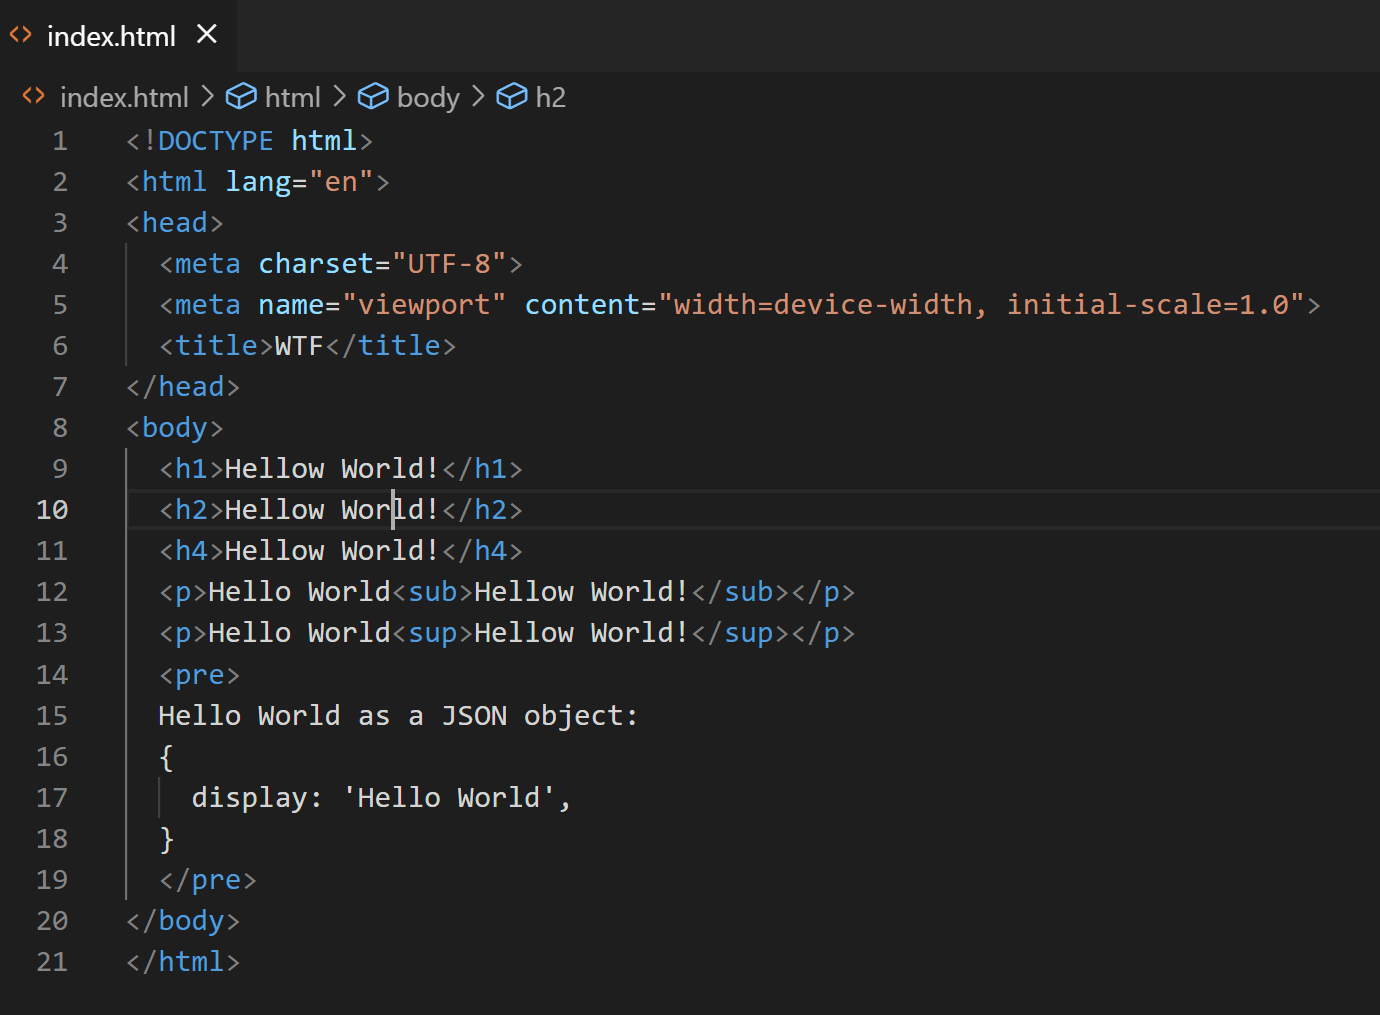 index.html
index.html > html > body > h2
1 <!DOCTYPE html>
2 <html lang="en">
3 <head>
4   <meta charset="UTF-8">
5   <meta name="viewport" content="width=device-width, initial-scale=1.0">
6   <title>WTF</title>
7 </head>
8 <body>
9   <h1>Hellow World!</h1>
10   <h2>Hellow World!</h2>
11   <h4>Hellow World!</h4>
12   <p>Hello World<sub>Hellow World!</sub></p>
13   <p>Hello World<sup>Hellow World!</sup></p>
14   <pre>
15   Hello World as a JSON object:
16   {
17     display: 'Hello World',
18   }
19   </pre>
20 </body>
21 </html>